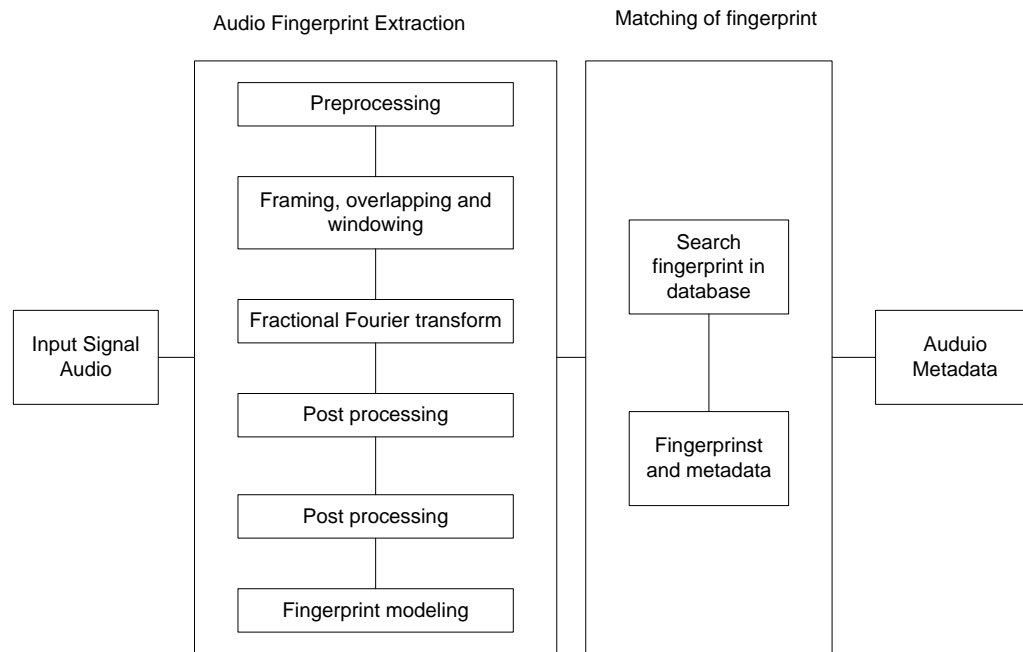 Audio Fingerprint Extraction
Matching of fingerprint
Input Signal
Audio
Preprocessing
Framing, overlapping and
windowing
Fractional Fourier transform
Post processing
Post processing
Fingerprint modeling
Search
fingerprint in
database
Fingerprinst
and metadata
Auduio
Metadata